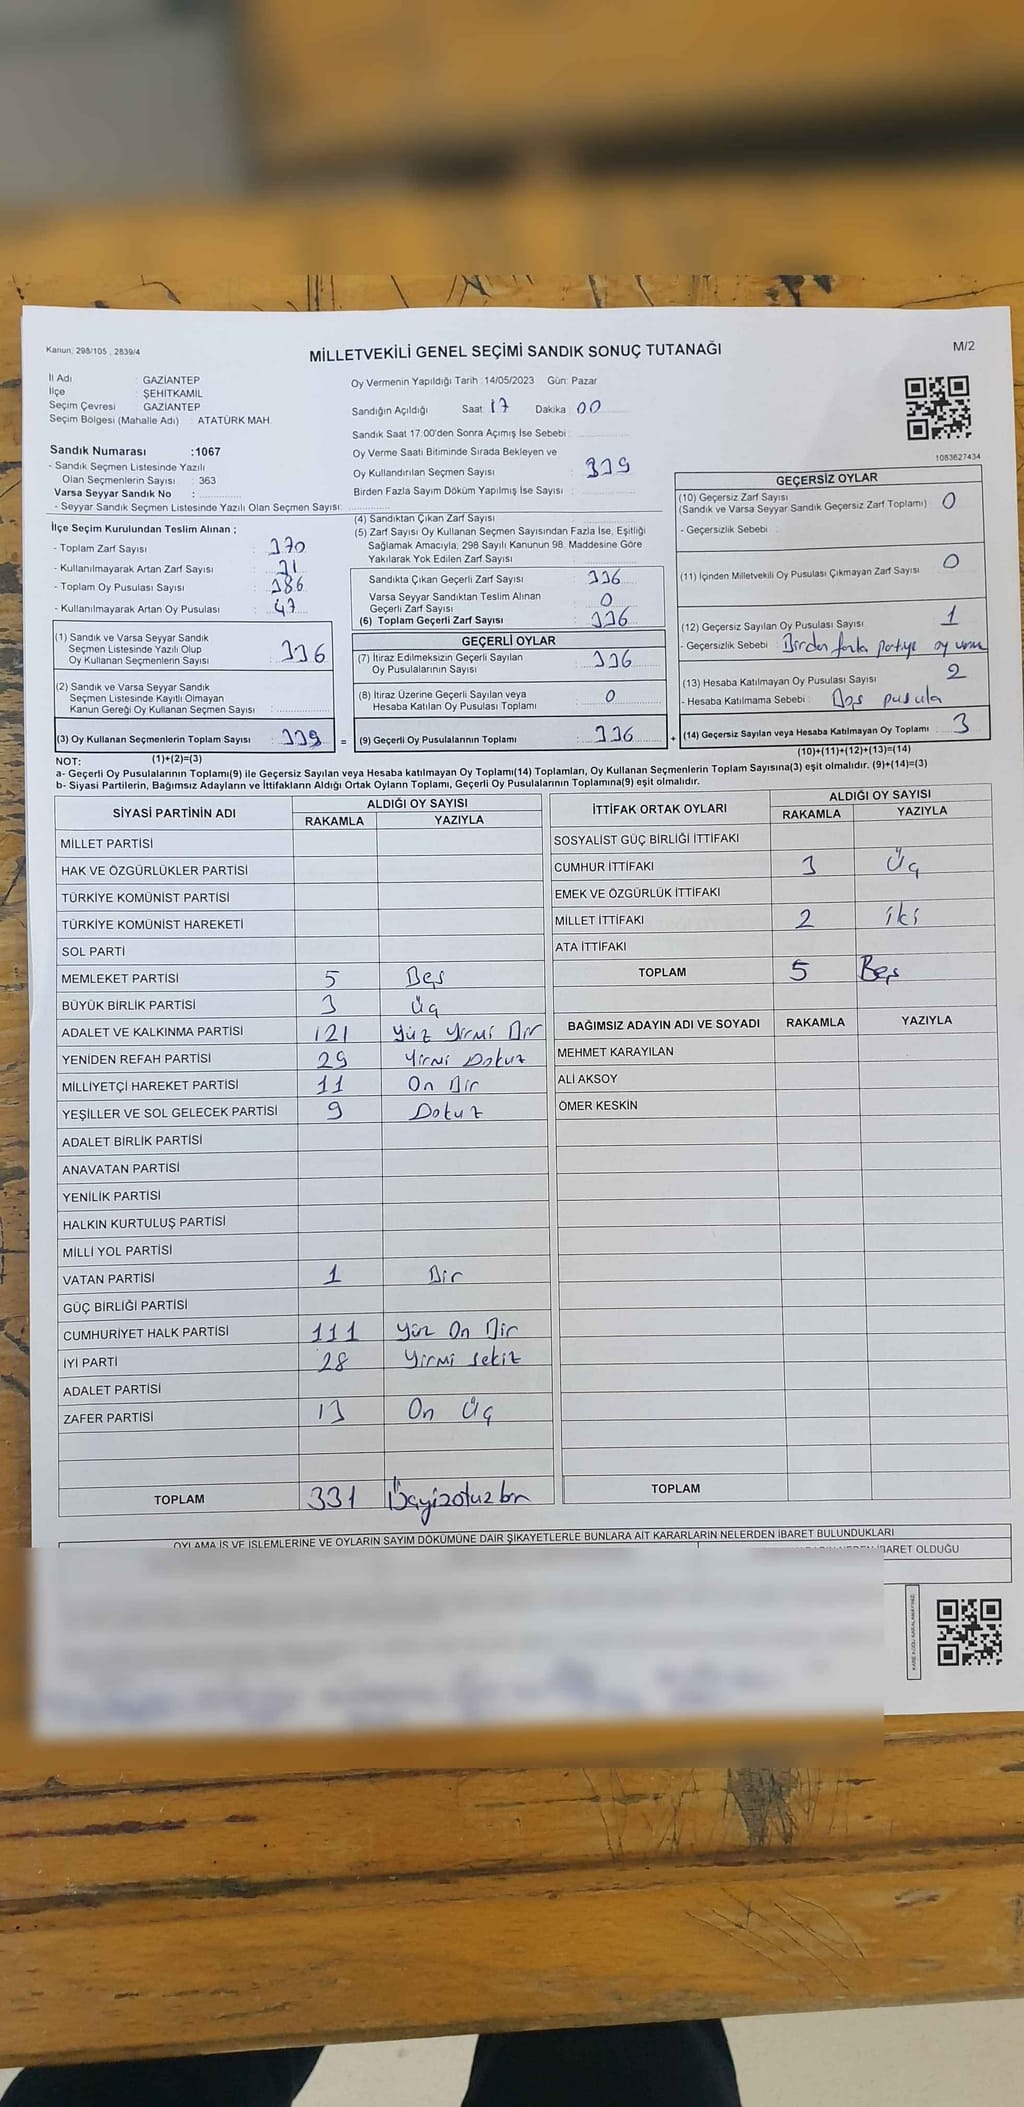 Kanun; 298/105 , 2839/4
MİLLETVEKİLİ GENEL SEÇİMİ SANDIK SONUÇ TUTANAĞI
M/2
İl Adı : GAZİANTEP
İlçe : ŞEHİTKAMİL
Seçim Çevresi : GAZİANTEP
Seçim Bölgesi (Mahalle Adı) : ATATÜRK MAH.
Sandık Numarası :1067
- Sandık Seçmen Listesinde Yazılı
Olan Seçmenlerin Sayısı : 363
Varsa Seyyar Sandık No :
- Seyyar Sandık Seçmen Listesinde Yazılı Olan Seçmen Sayısı:
Oy Vermenin Yapıldığı Tarih :14/05/2023 Gün: Pazar
Sandığın Açıldığı Saat: 17 Dakika: 00
Sandık Saat 17:00'den Sonra Açımış İse Sebebi :
Oy Verme Saati Bitiminde Sırada Bekleyen ve
Oy Kullandırılan Seçmen Sayısı : 339
Birden Fazla Sayım Döküm Yapılmış İse Sayısı :
1083627434
İlçe Seçim Kurulundan Teslim Alınan ;
- Toplam Zarf Sayısı : 370
- Kullanılmayarak Artan Zarf Sayısı : 31
- Toplam Oy Pusulası Sayısı : 386
- Kullanılmayarak Artan Oy Pusulası : 47
(1) Sandık ve Varsa Seyyar Sandık
Seçmen Listesinde Yazılı Olup
Oy Kullanan Seçmenlerin Sayısı : 336
(2) Sandık ve Varsa Seyyar Sandık
Seçmen Listesinde Kayıtlı Olmayan
Kanun Gereği Oy Kullanan Seçmen Sayısı :
(3) Oy Kullanan Seçmenlerin Toplam Sayısı : 339 =
(4) Sandıktan Çıkan Zarf Sayısı :
(5) Zarf Sayısı Oy Kullanan Seçmen Sayısından Fazla İse, Eşitliği
Sağlamak Amacıyla; 298 Sayılı Kanunun 98. Maddesine Göre
Yakılarak Yok Edilen Zarf Sayısı :
Sandıkta Çıkan Geçerli Zarf Sayısı : 336
Varsa Seyyar Sandıktan Teslim Alınan
Geçerli Zarf Sayısı : 0
(6) Toplam Geçerli Zarf Sayısı : 336
GEÇERLİ OYLAR
(7) İtiraz Edilmeksizin Geçerli Sayılan
Oy Pusulalarının Sayısı : 336
(8) İtiraz Üzerine Geçerli Sayılan veya
Hesaba Katılan Oy Pusulası Toplamı : 0
(9) Geçerli Oy Pusulalarının Toplamı : 336 +
GEÇERSİZ OYLAR
(10) Geçersiz Zarf Sayısı
(Sandık ve Varsa Seyyar Sandık Geçersiz Zarf Toplamı) : 0
- Geçersizlik Sebebi :
(11) İçinden Milletvekili Oy Pusulası Çıkmayan Zarf Sayısı : 0
(12) Geçersiz Sayılan Oy Pusulası Sayısı : 1
- Geçersizlik Sebebi : Birden fazla partiye oy
(13) Hesaba Katılmayan Oy Pusulası Sayısı : 2
- Hesaba Katılmama Sebebi : Boş pusula
(14) Geçersiz Sayılan veya Hesaba Katılmayan Oy Toplamı : 3
NOT: (1)+(2)=(3)
(10)+(11)+(12)+(13)=(14)
a- Geçerli Oy Pusulalarının Toplamı(9) ile Geçersiz Sayılan veya Hesaba katılmayan Oy Toplamı(14) Toplamları, Oy Kullanan Seçmenlerin Toplam Sayısına(3) eşit olmalıdır. (9)+(14)=(3)
b- Siyasi Partilerin, Bağımsız Adayların ve İttifakların Aldığı Ortak Oyların Toplamı, Geçerli Oy Pusulalarının Toplamına(9) eşit olmalıdır.
SİYASİ PARTİNİN ADI ALDIĞI OY SAYISI
RAKAMLA YAZIYLA
MİLLET PARTİSİ
HAK VE ÖZGÜRLÜKLER PARTİSİ
TÜRKİYE KOMÜNİST PARTİSİ
TÜRKİYE KOMÜNİST HAREKETİ
SOL PARTİ
MEMLEKET PARTİSİ 5 Beş
BÜYÜK BİRLİK PARTİSİ 3 Üç
ADALET VE KALKINMA PARTİSİ 121 Yüz Yirmi Bir
YENİDEN REFAH PARTİSİ 29 Yirmi Dokuz
MİLLİYETÇİ HAREKET PARTİSİ 11 On Bir
YEŞİLLER VE SOL GELECEK PARTİSİ 9 Dokuz
ADALET BİRLİK PARTİSİ
ANAVATAN PARTİSİ
YENİLİK PARTİSİ
HALKIN KURTULUŞ PARTİSİ
MİLLİ YOL PARTİSİ
VATAN PARTİSİ 1 Bir
GÜÇ BİRLİĞİ PARTİSİ
CUMHURİYET HALK PARTİSİ 111 Yüz On Bir
İYİ PARTİ 28 Yirmi Sekiz
ADALET PARTİSİ
ZAFER PARTİSİ 13 On Üç
TOPLAM 331 Üçyüzotuzbir
İTTİFAK ORTAK OYLARI ALDIĞI OY SAYISI
RAKAMLA YAZIYLA
SOSYALİST GÜÇ BİRLİĞİ İTTİFAKI
CUMHUR İTTİFAKI 3 Üç
EMEK VE ÖZGÜRLÜK İTTİFAKI
MİLLET İTTİFAKI 2 iki
ATA İTTİFAKI
TOPLAM 5 Beş
BAĞIMSIZ ADAYIN ADI VE SOYADI RAKAMLA YAZIYLA
MEHMET KARAYILAN
ALİ AKSOY
ÖMER KESKİN
TOPLAM
OYLAMA İŞ VE İŞLEMLERİNE VE OYLARIN SAYIM DÖKÜMÜNE DAİR ŞİKAYETLERLE BUNLARA AİT KARARLARIN NELERDEN İBARET BULUNDUKLARI
İBARET OLDUĞU